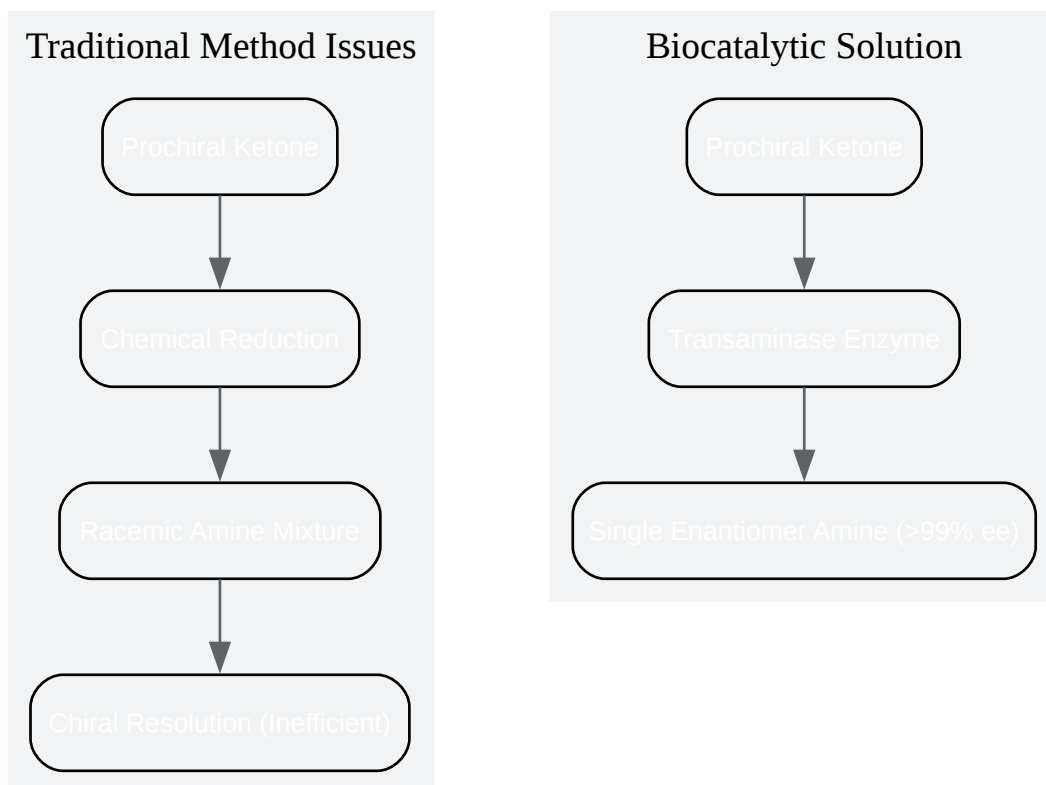 Traditional Method Issues
Prochiral Ketone
Chemical Reduction
Racemic Amine Mixture
Chiral Resolution (Inefficient)
Biocatalytic Solution
Prochiral Ketone
Transaminase Enzyme
Single Enantiomer Amine (>99% ee)